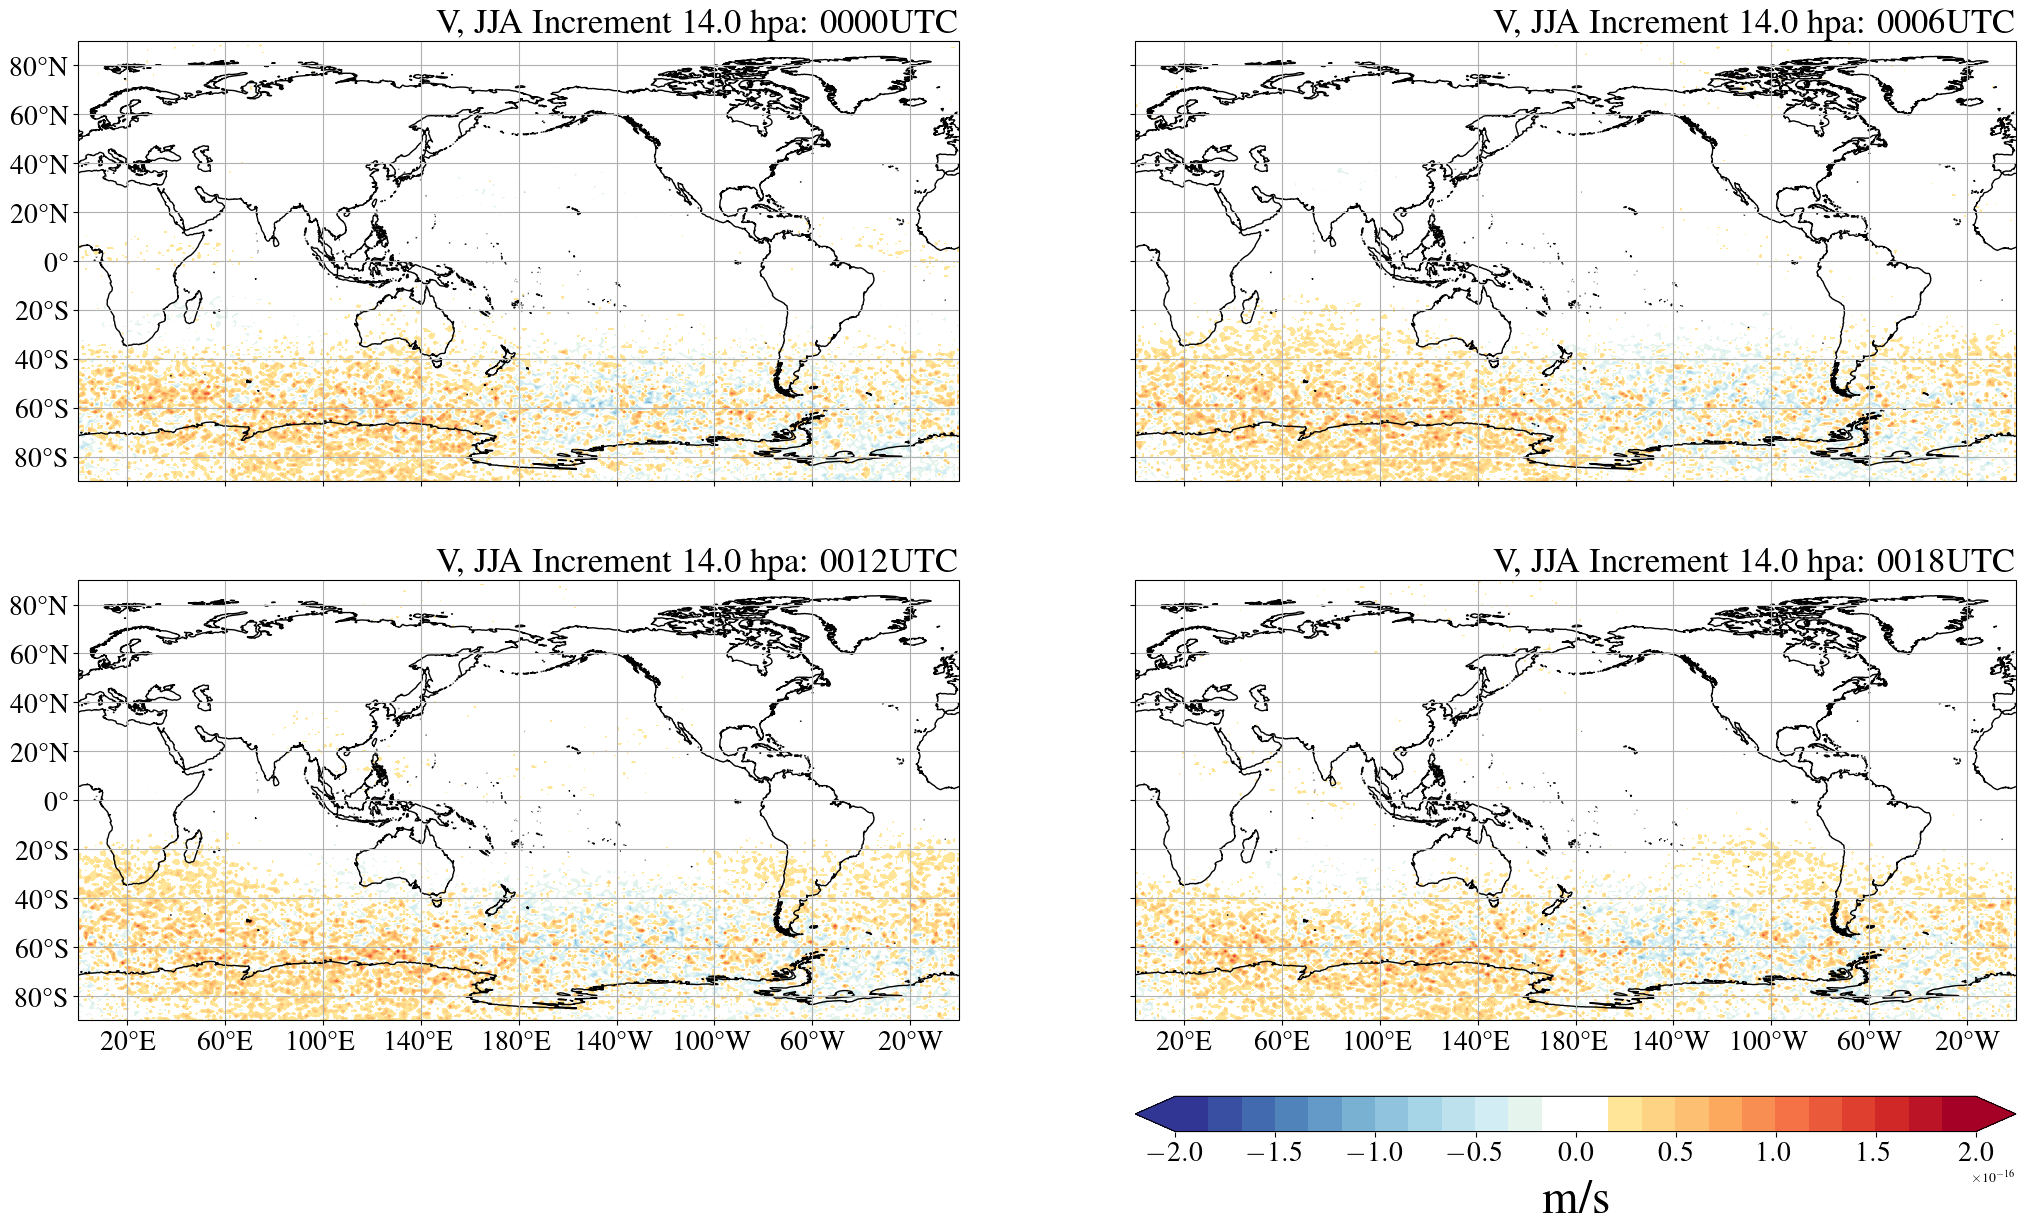 V, JJA Increment 14.0 hpa: 0000UTC
V, JJA Increment 14.0 hpa: 0006UTC
80°N
60°N
40°N
20°N
0°
20°S
40°S
60°S
80°S
V, JJA Increment 14.0 hpa: 0012UTC
V, JJA Increment 14.0 hpa: 0018UTC
80°N
60°N
40°N
20°N
0°
20°S
40°S
60°S
80°S
20°E 60°E 100°E 140°E 180°E 140°W 100°W 60°W 20°W
20°E 60°E 100°E 140°E 180°E 140°W 100°W 60°W 20°W
−2.0 −1.5 −1.0 −0.5 0.0 0.5 1.0 1.5 2.0
×10⁻¹⁶
m/s